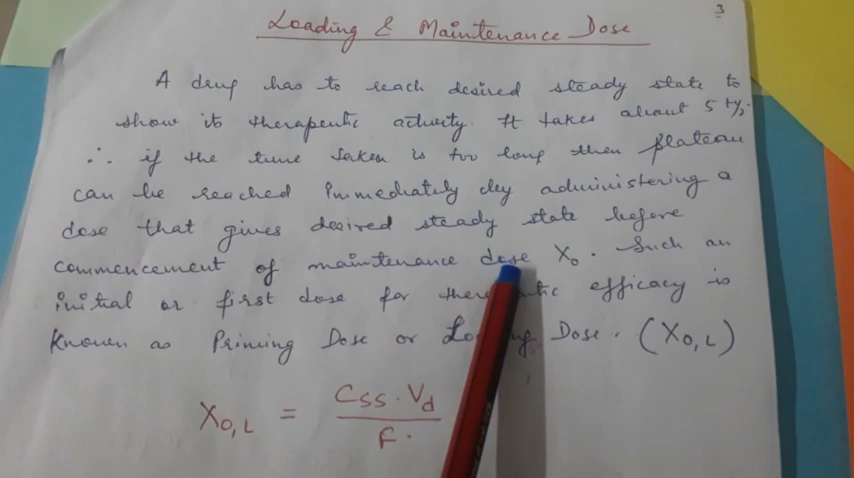 3
Loading & Maintenance Dose
A drug has to reach desired steady state to
show its therapeutic activity. It takes about 5 t½.
∴ if the time taken is too long then plateau
can be reached immediately by administering a
dose that gives desired steady state before
commencement of maintenance dose X₀. Such an
initial or first dose for therapeutic efficacy is
known as Priming Dose or Loading Dose. (X₀,L)
X₀,L = Css . Vd / F.